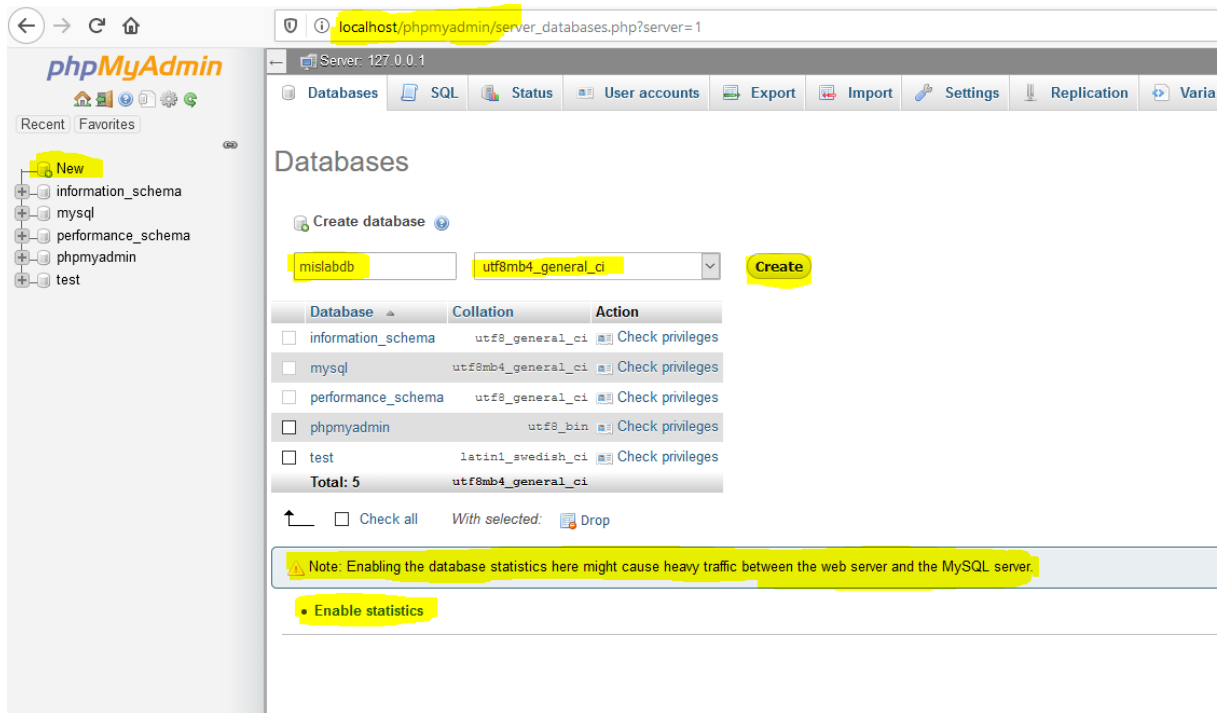 localhost/phpmyadmin/server_databases.php?server=1
phpMyAdmin
Recent Favorites
New
information_schema
mysql
performance_schema
phpmyadmin
test
Server: 127.0.0.1
Databases SQL Status User accounts Export Import Settings Replication Varia
Databases
Create database
mislabdb utf8mb4_general_ci Create
Database Collation Action
information_schema utf8_general_ci Check privileges
mysql utf8mb4_general_ci Check privileges
performance_schema utf8_general_ci Check privileges
phpmyadmin utf8_bin Check privileges
test latin1_swedish_ci Check privileges
Total: 5 utf8mb4_general_ci
Check all With selected: Drop
Note: Enabling the database statistics here might cause heavy traffic between the web server and the MySQL server.
• Enable statistics